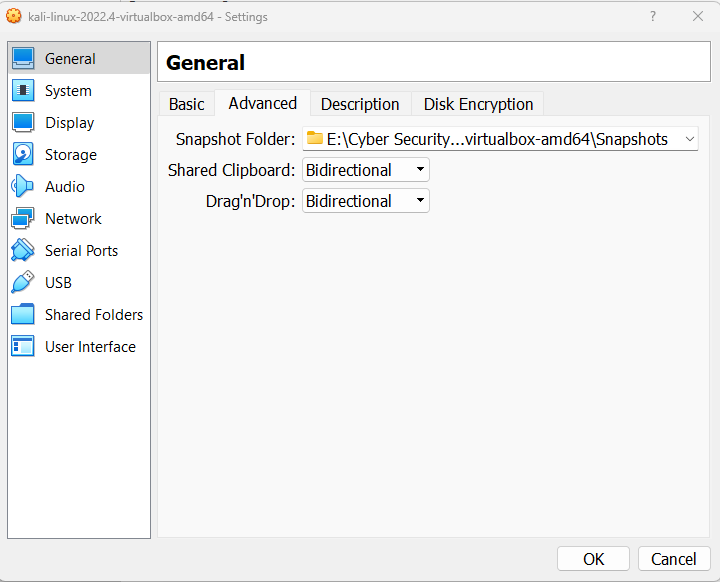 kali-linux-2022.4-virtualbox-amd64 - Settings ?
General
System
Display
Storage
Audio
Network
Serial Ports
USB
Shared Folders
User Interface
General
Basic Advanced Description Disk Encryption
Snapshot Folder: E:\Cyber Security...virtualbox-amd64\Snapshots
Shared Clipboard: Bidirectional
Drag'n'Drop: Bidirectional
OK Cancel